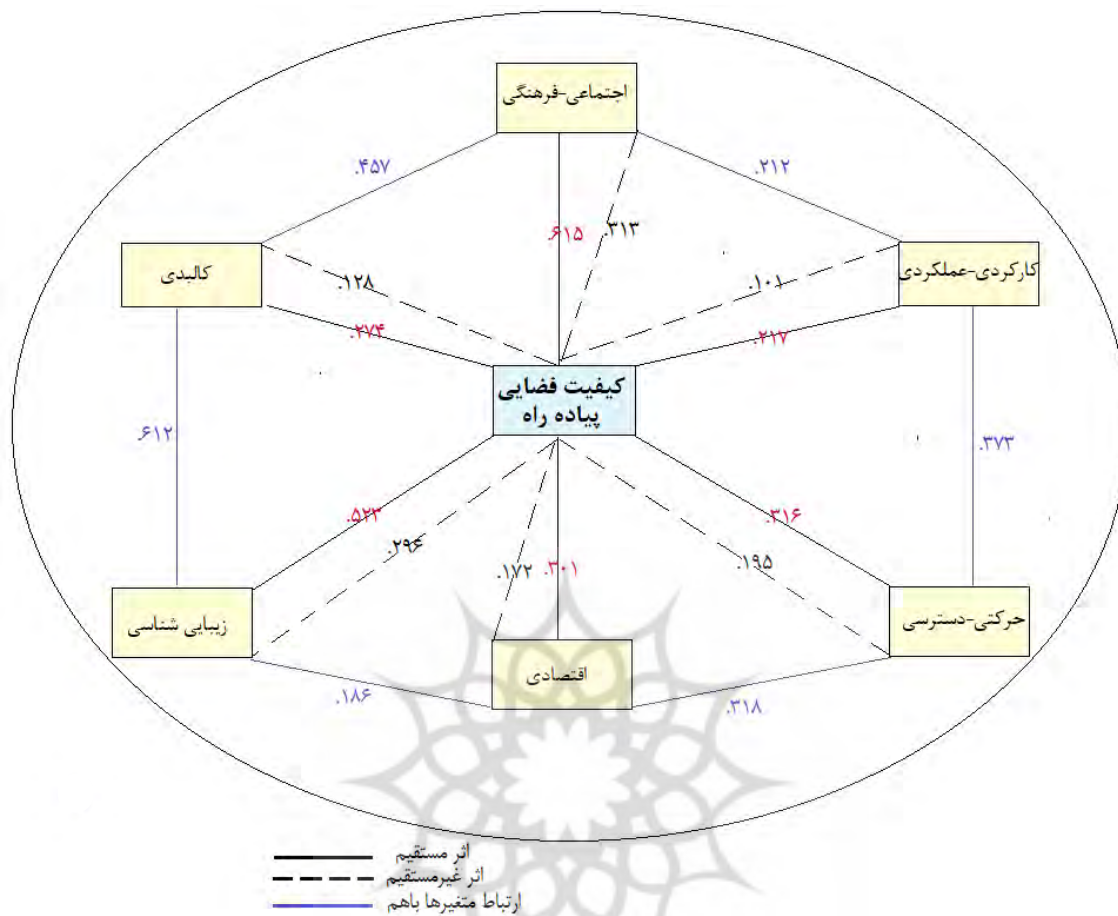 اجتماعی-فرهنگی
.۴۵۷
.۲۱۲
.۶۱۵
.۳۱۳
کالبدی
کارکردی-عملکردی
.۱۲۸
.۱۰۱
.۲۷۴
.۲۱۷
کیفیت فضایی
پیاده راه
.۶۱۲
.۳۷۳
.۵۲۳
.۳۱۶
.۲۹۶
.۱۷۲
.۳۰۱
.۱۹۵
زیبایی شناسی
حرکتی-دسترسی
اقتصادی
.۱۸۶
.۳۱۸
اثر مستقیم
اثر غیرمستقیم
ارتباط متغیرها باهم